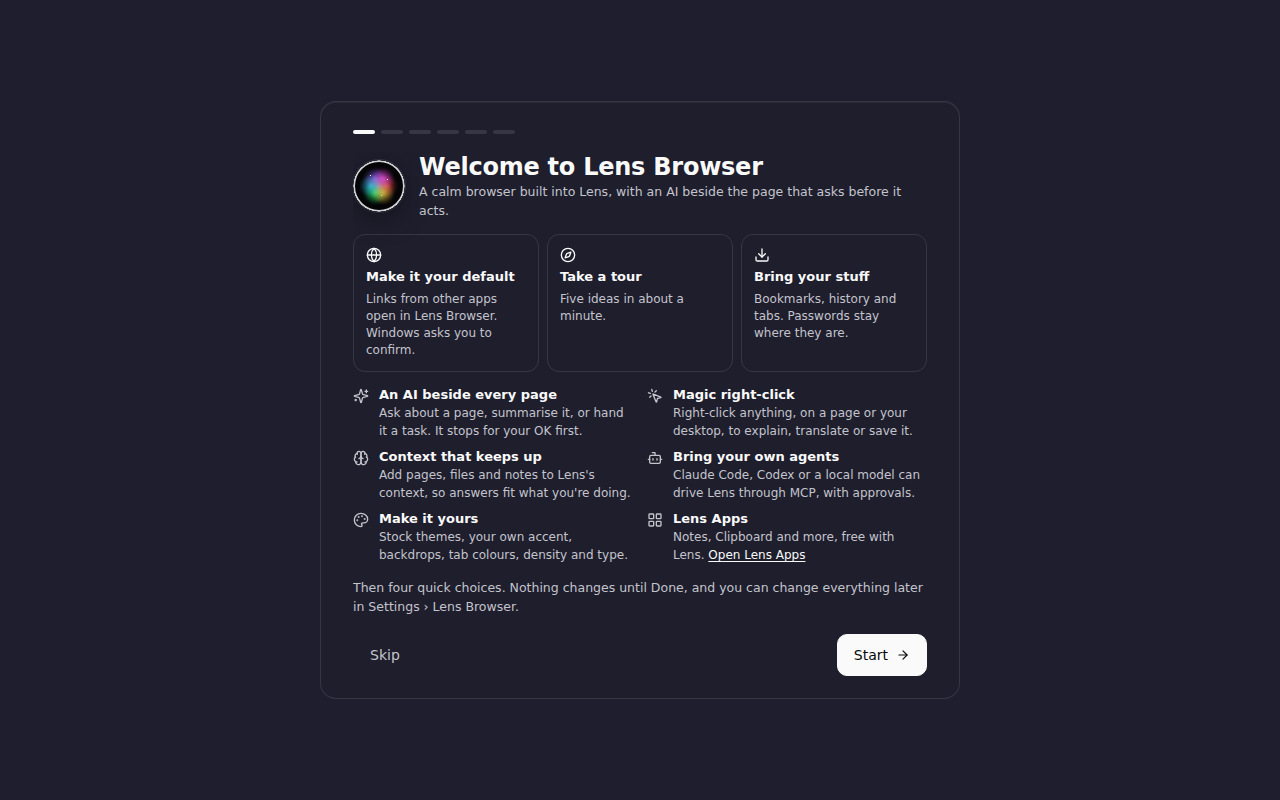 Welcome to Lens Browser
A calm browser built into Lens, with an AI beside the page that asks before it
acts.
Make it your default
Links from other apps
open in Lens Browser.
Windows asks you to
confirm.
Take a tour
Five ideas in about a
minute.
Bring your stuff
Bookmarks, history and
tabs. Passwords stay
where they are.
An AI beside every page
Ask about a page, summarise it, or hand
it a task. It stops for your OK first.
Magic right-click
Right-click anything, on a page or your
desktop, to explain, translate or save it.
Context that keeps up
Add pages, files and notes to Lens's
context, so answers fit what you're doing.
Bring your own agents
Claude Code, Codex or a local model can
drive Lens through MCP, with approvals.
Make it yours
Stock themes, your own accent,
backdrops, tab colours, density and type.
Lens Apps
Notes, Clipboard and more, free with
Lens. Open Lens Apps
Then four quick choices. Nothing changes until Done, and you can change everything later
in Settings › Lens Browser.
Skip
Start